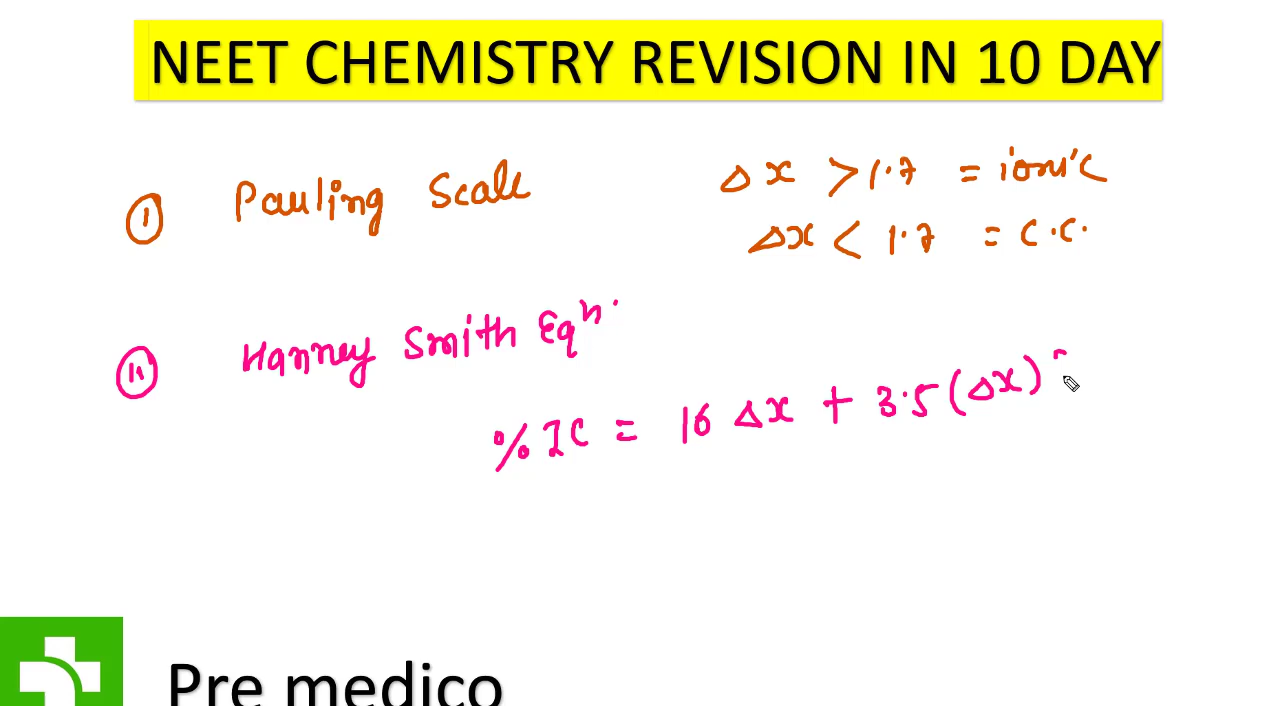 NEET CHEMISTRY REVISION IN 10 DAY
① Pauling Scale
Δx > 1.7 = ionic
Δx < 1.7 = C.C.
② Hanney Smith Eqⁿ.
% IC = 16 Δx + 3.5 (Δx)
Pre medico